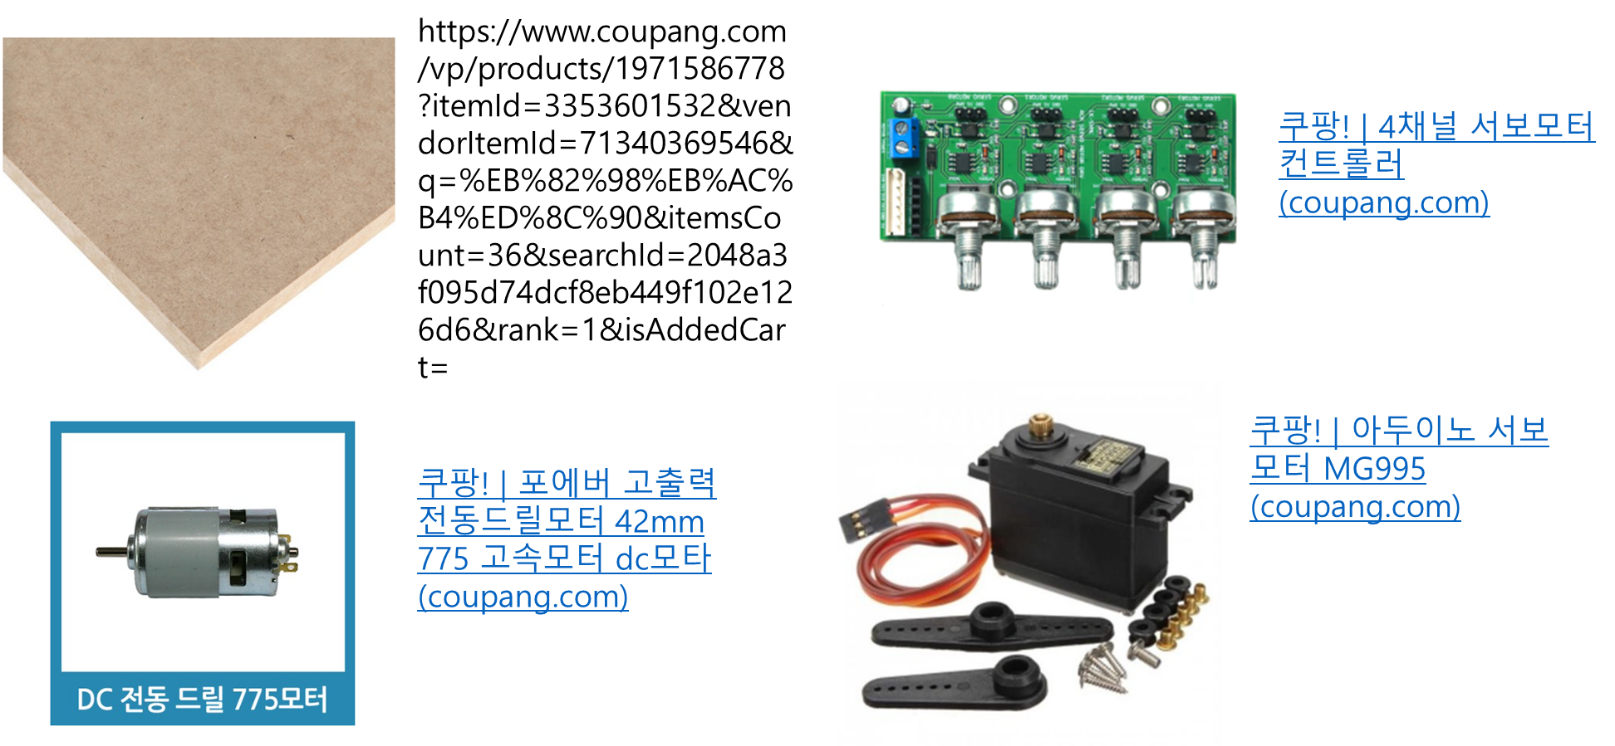 https://www.coupang.com
/vp/products/1971586778
?itemId=3353601532&ven
dorItemId=71340369546&
q=%EB%82%98%EB%AC%
B4%ED%8C%90&itemsCo
unt=36&searchId=2048a3
f095d74dcf8eb449f102e12
6d6&rank=1&isAddedCar
t=
쿠팡! | 4채널 서보모터
컨트롤러
(coupang.com)
쿠팡! | 포에버 고출력
전동드릴모터 42mm
775 고속모터 dc모타
(coupang.com)
DC 전동 드릴 775모터
쿠팡! | 아두이노 서보
모터 MG995
(coupang.com)